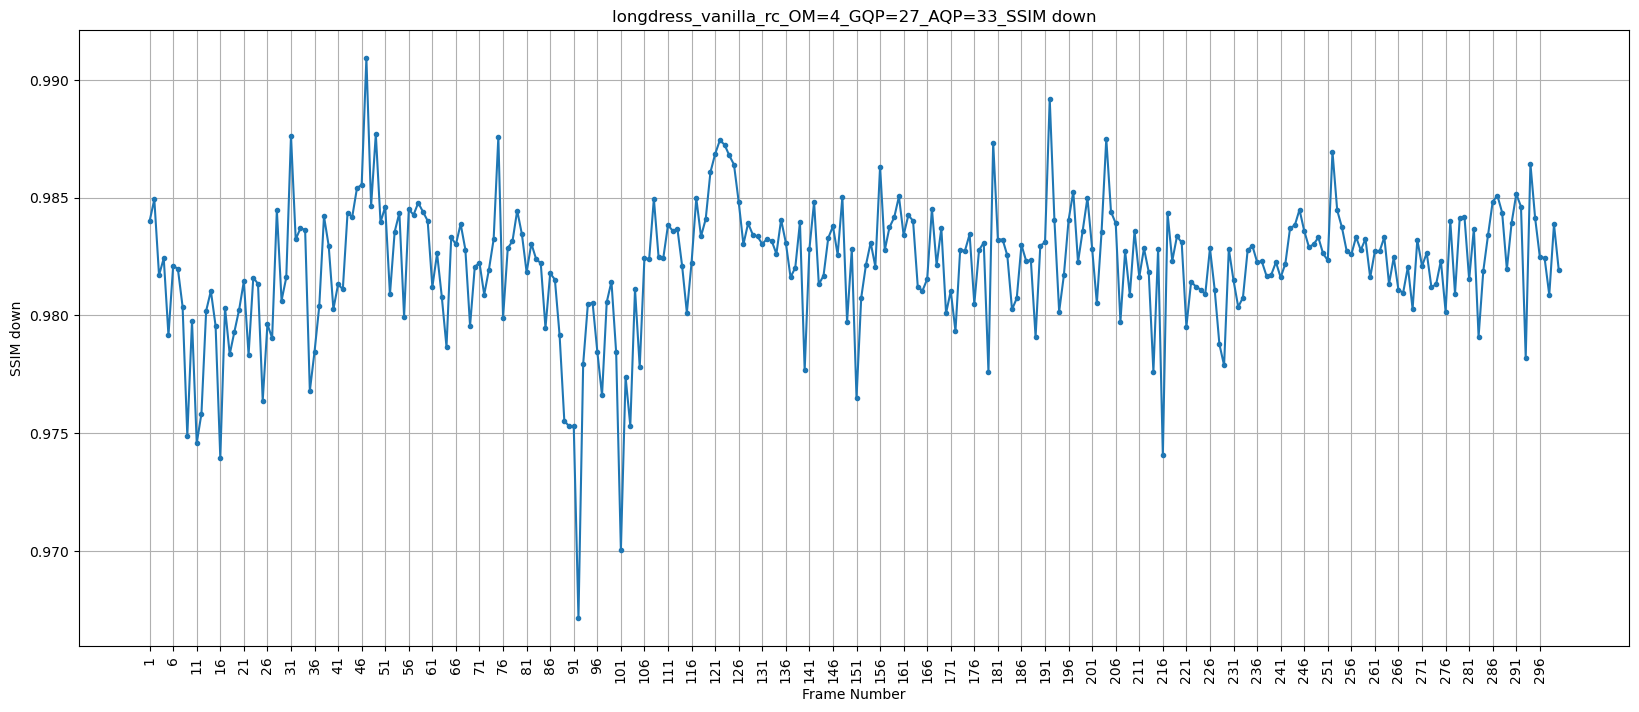 longdress_vanilla_rc_OM=4_GQP=27_AQP=33_SSIM down
0.990
0.985
0.980
0.975
0.970
SSIM down
1 6 11 16 21 26 31 36 41 46 51 56 61 66 71 76 81 86 91 96 101 106 111 116 121 126 131 136 141 146 151 156 161 166 171 176 181 186 191 196 201 206 211 216 221 226 231 236 241 246 251 256 261 266 271 276 281 286 291 296
Frame Number